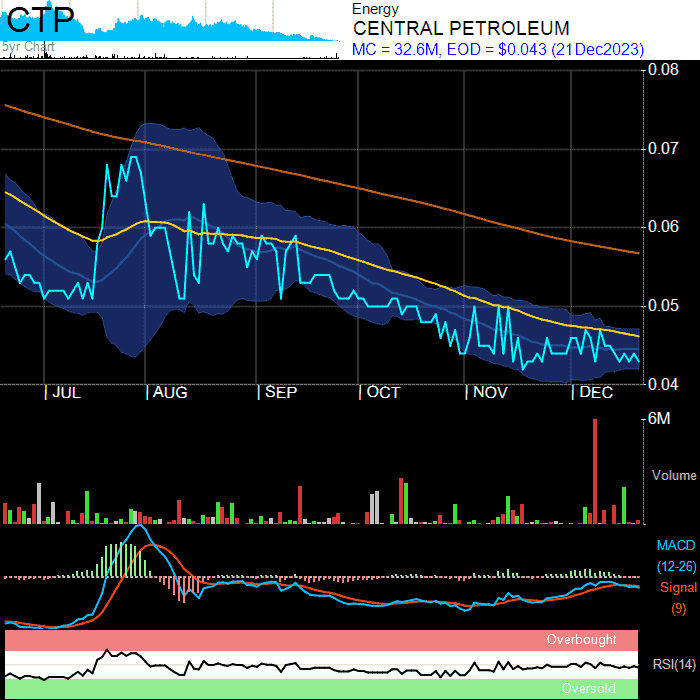 CTP
5yr Chart
Energy
CENTRAL PETROLEUM
MC = 32.6M, EOD = $0.043 (21Dec2023)
0.08
0.07
0.06
0.05
0.04
| JUL | AUG | SEP | OCT | NOV | DEC
6M
Volume
MACD
(12-26)
Signal
(9)
Overbought
RSI(14)
Oversold